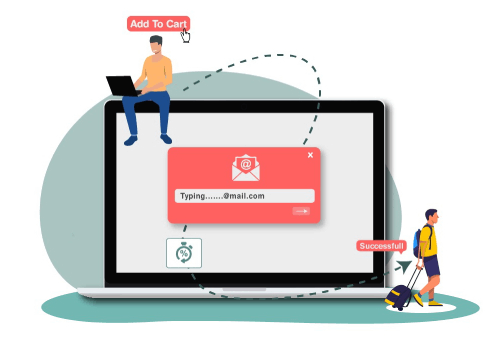 Add To Cart
@
X
Typing.......@mail.com
%
Successfull